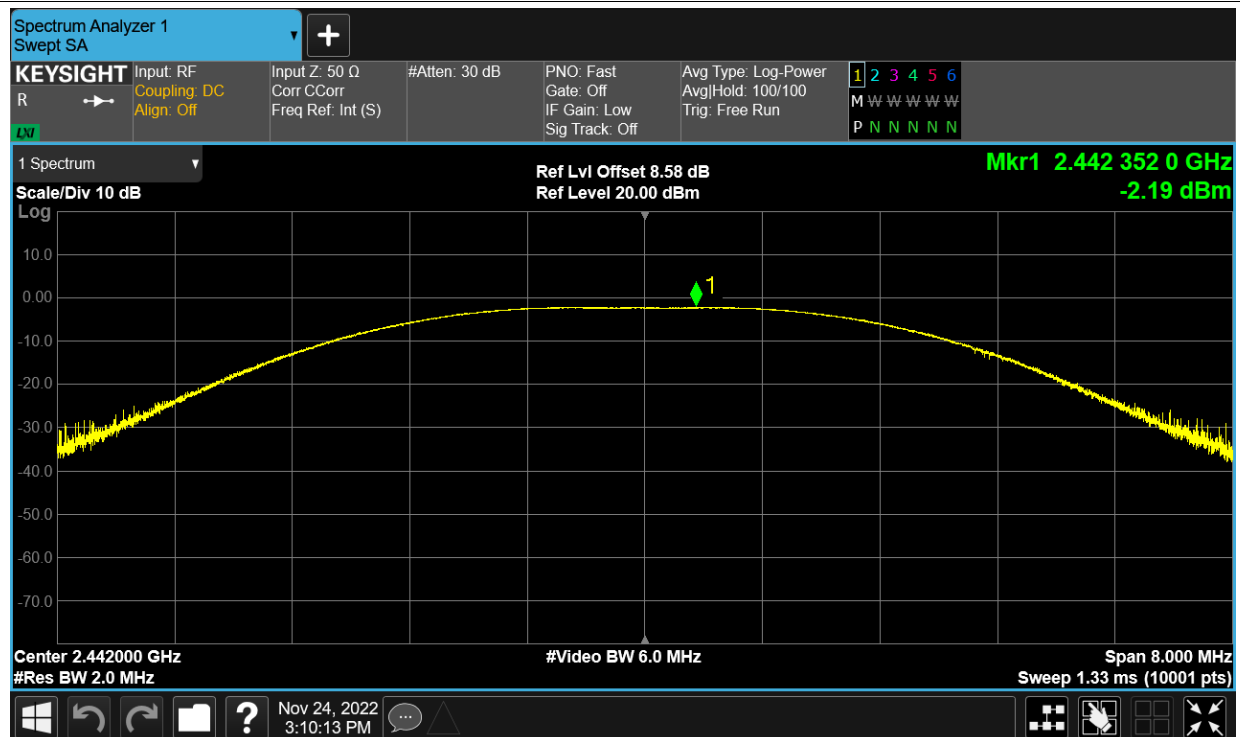 Spectrum Analyzer 1
Swept SA
▼
+
KEYSIGHT
R
LXI
Input: RF
Coupling: DC
Align: Off
Input Z: 50 Ω
Corr CCorr
Freq Ref: Int (S)
#Atten: 30 dB
PNO: Fast
Gate: Off
IF Gain: Low
Sig Track: Off
Avg Type: Log-Power
Avg|Hold: 100/100
Trig: Free Run
1 2 3 4 5 6
M W W W W W W
P N N N N N N
1 Spectrum ▼
Scale/Div 10 dB
Log
Ref Lvl Offset 8.58 dB
Ref Level 20.00 dBm
Mkr1 2.442 352 0 GHz
-2.19 dBm
10.0
0.00
-10.0
-20.0
-30.0
-40.0
-50.0
-60.0
-70.0
1
Center 2.442000 GHz
#Res BW 2.0 MHz
#Video BW 6.0 MHz
Span 8.000 MHz
Sweep 1.33 ms (10001 pts)
?
Nov 24, 2022
3:10:13 PM